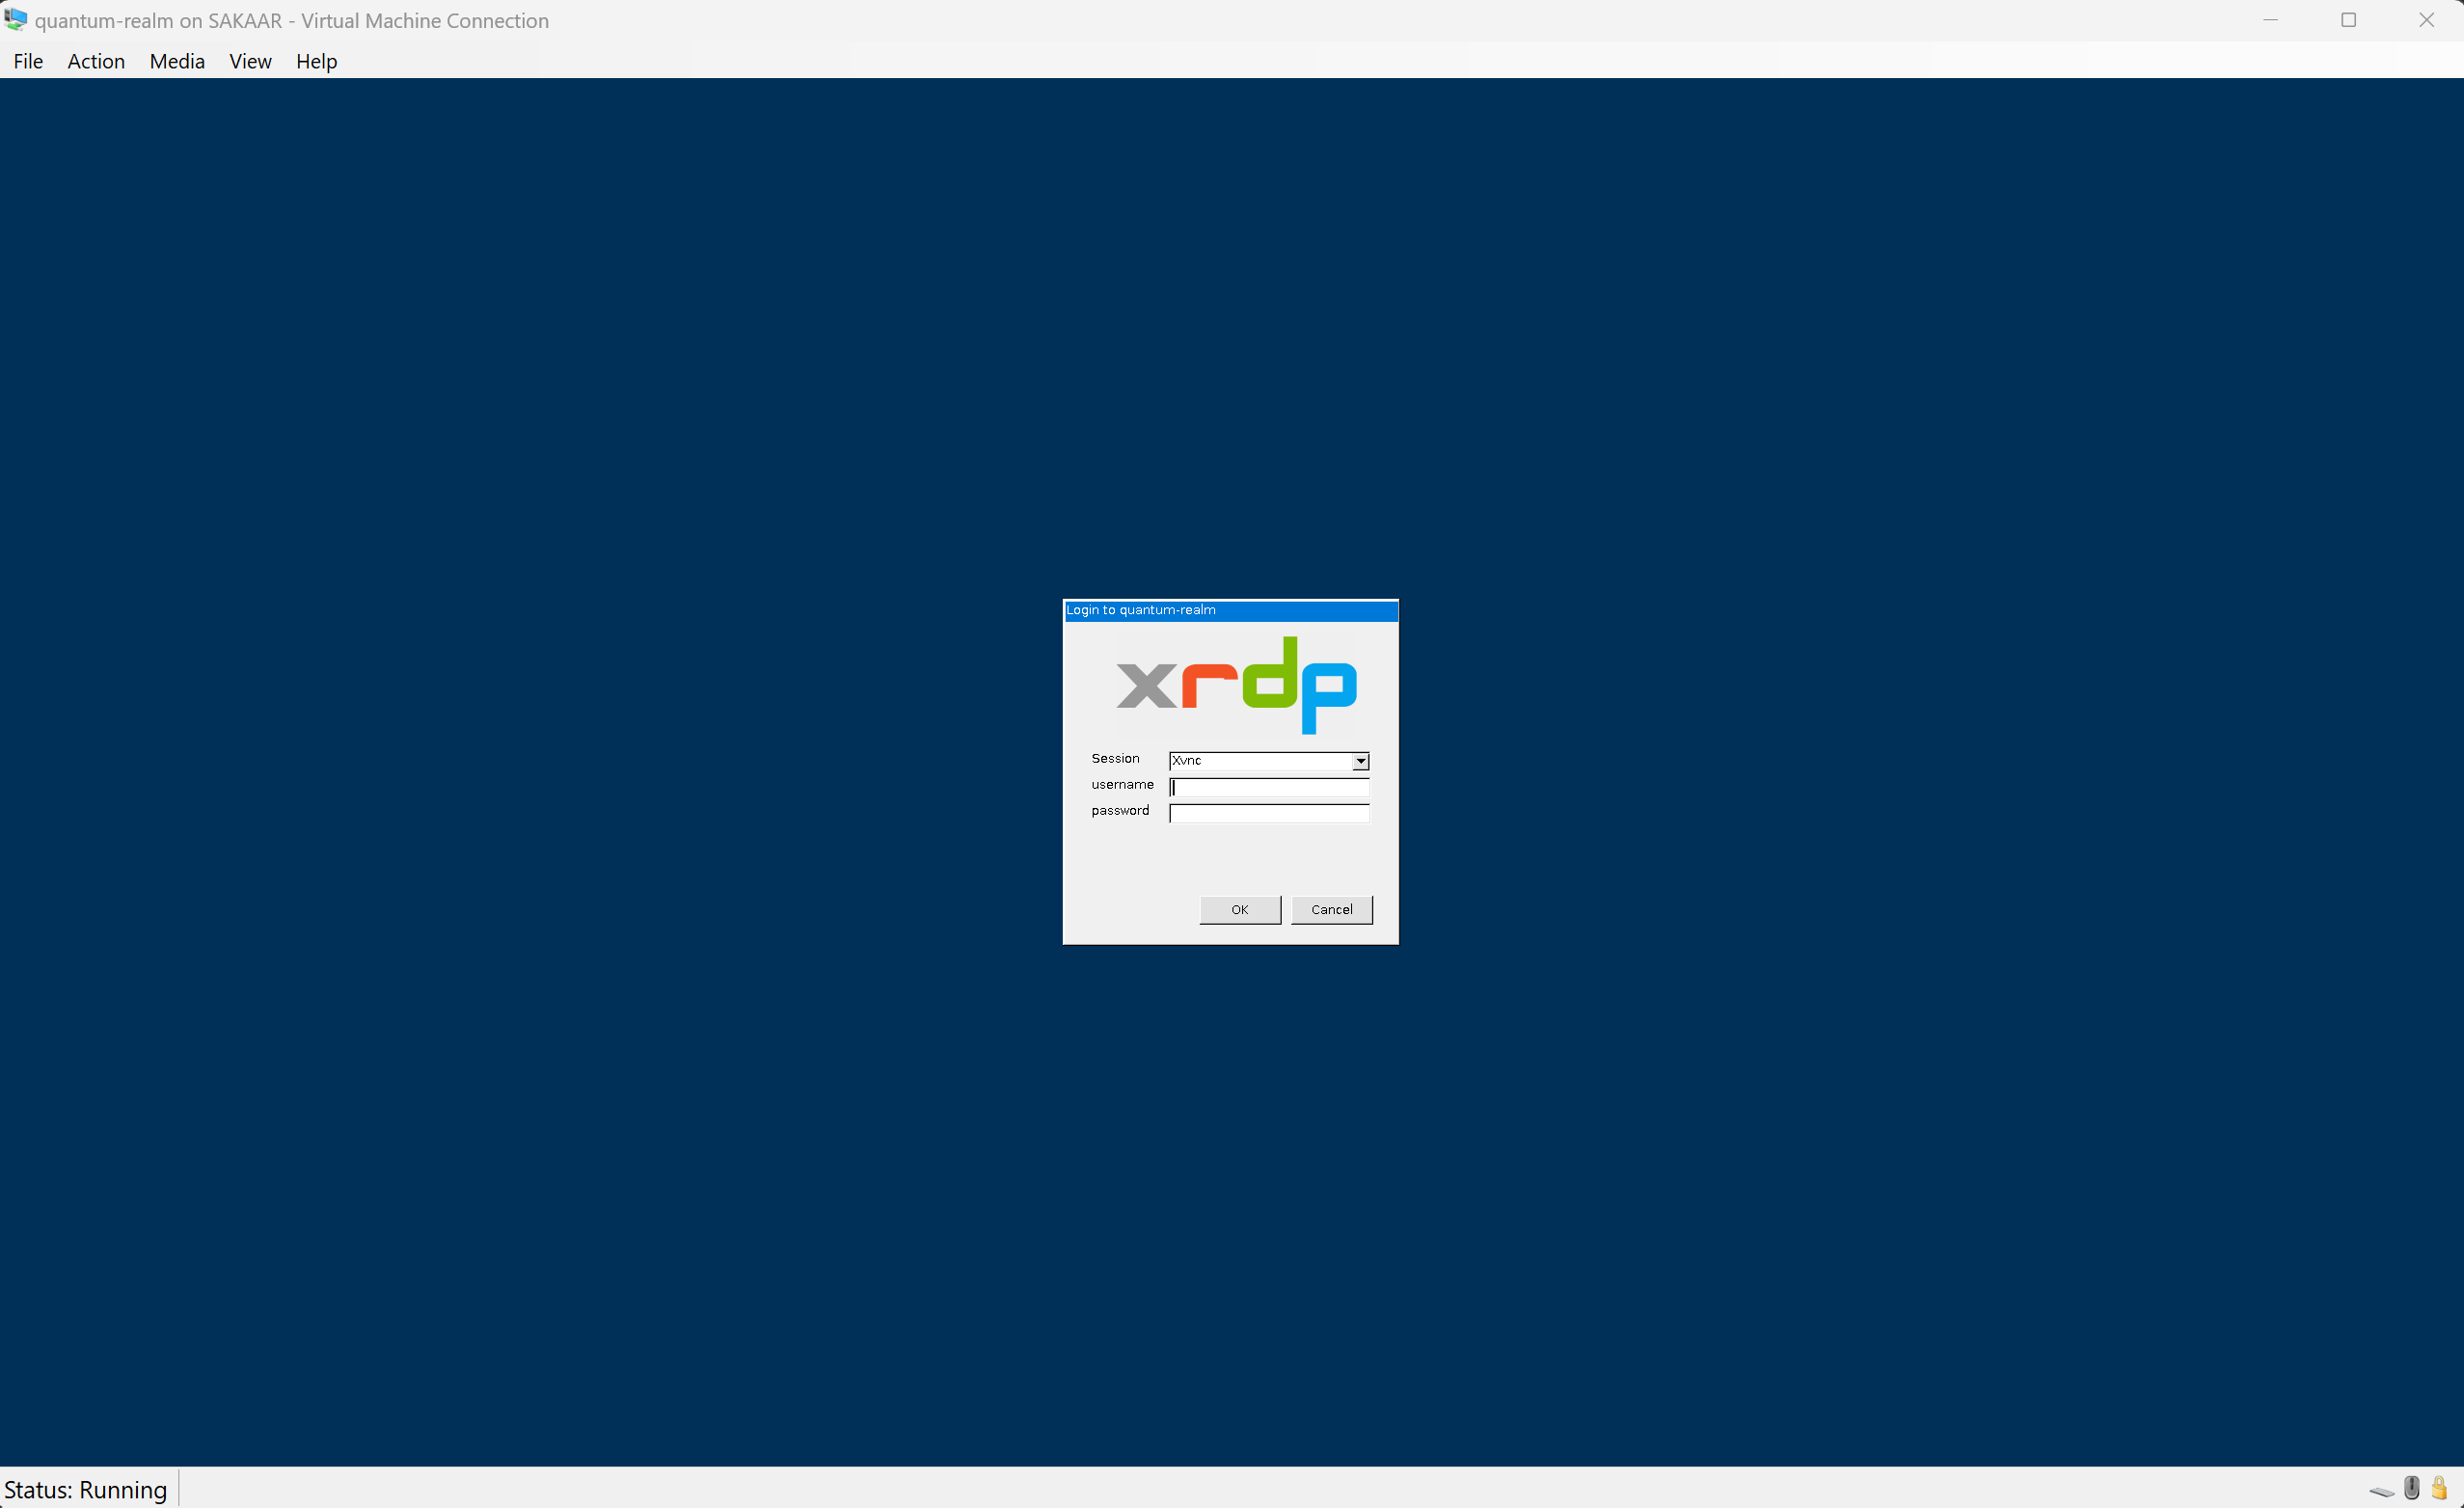 quantum-realm on SAKAAR - Virtual Machine Connection
File Action Media View Help
Login to quantum-realm
xrdp
Session Xvnc
username
password
OK Cancel
Status: Running